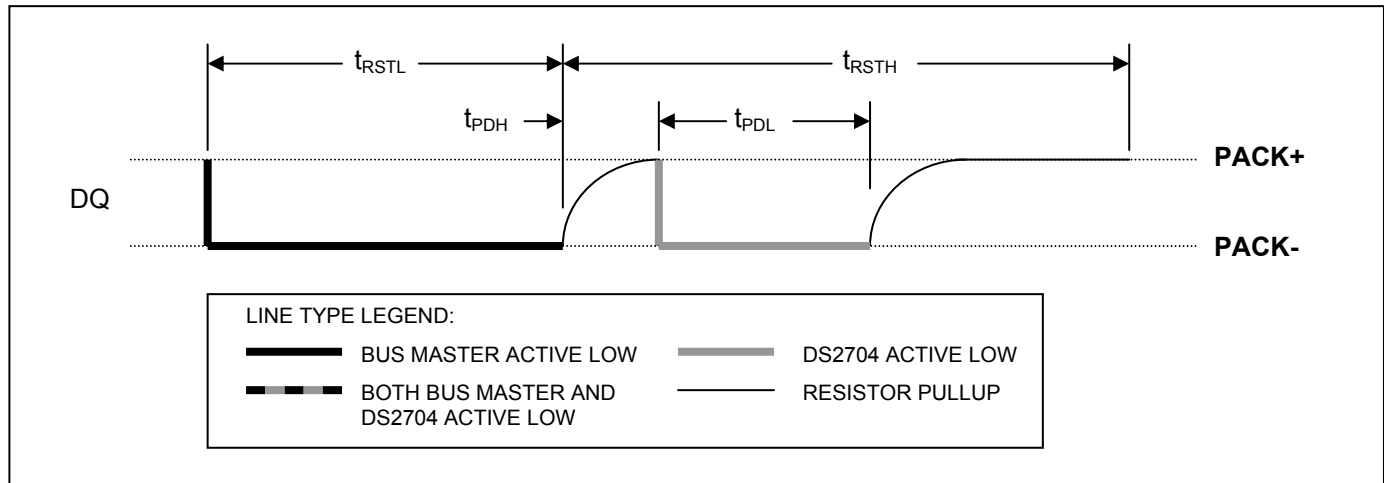 tRSTL
tRSTH
tPDH
tPDL
PACK+
DQ
PACK-
LINE TYPE LEGEND:
BUS MASTER ACTIVE LOW
DS2704 ACTIVE LOW
BOTH BUS MASTER AND
DS2704 ACTIVE LOW
RESISTOR PULLUP